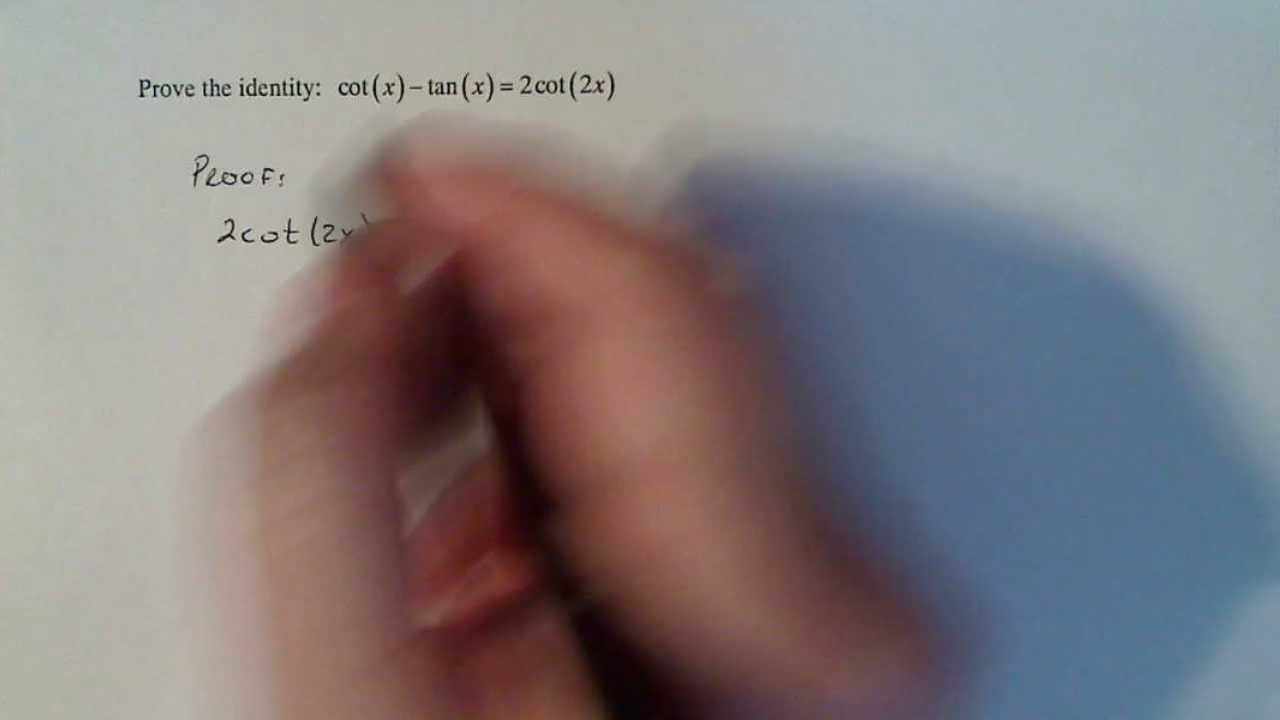 Prove the identity: cot(x) – tan(x) = 2cot(2x)
PROOF:
2cot (2x)